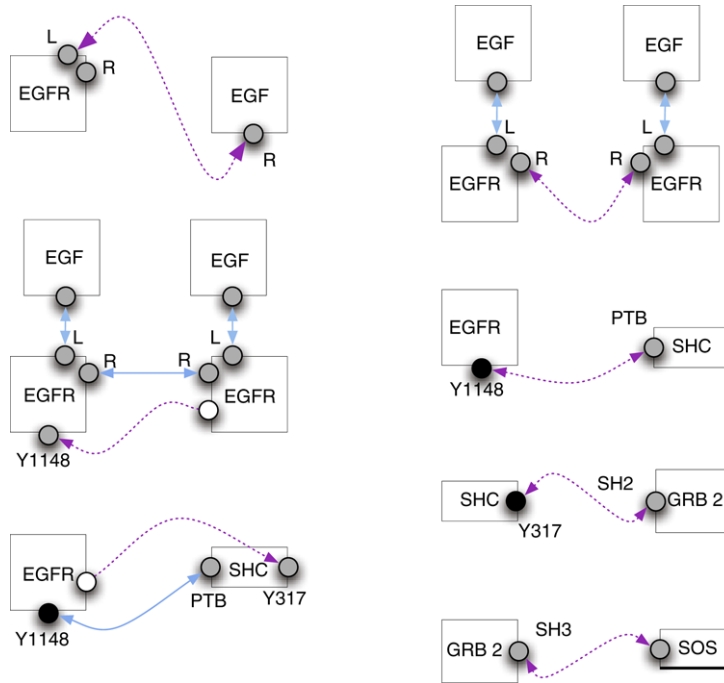 L
R
EGFR
EGF
R
EGF
EGF
L
L
R
R
EGFR
EGFR
EGF
EGF
L
L
R
R
EGFR
EGFR
Y1148
EGFR
PTB
SHC
Y1148
SHC
SH2
GRB 2
Y317
EGFR
SHC
PTB
Y317
Y1148
GRB 2
SH3
SOS